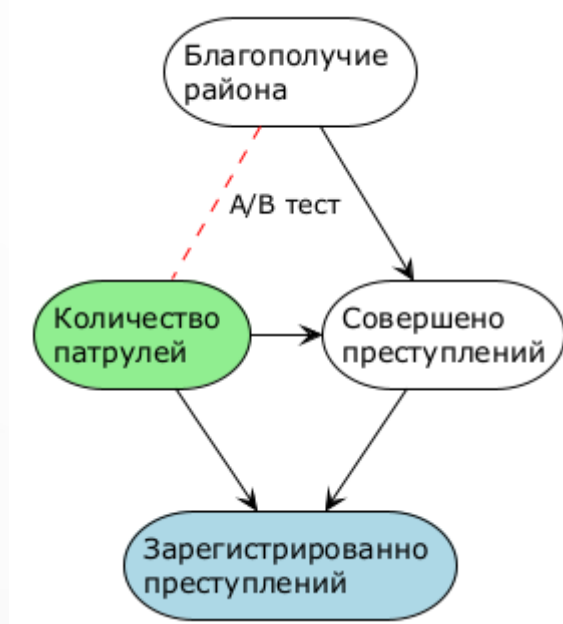 Благополучие
района
A/B тест
Количество
патрулей
Совершено
преступлений
Зарегистрированно
преступлений